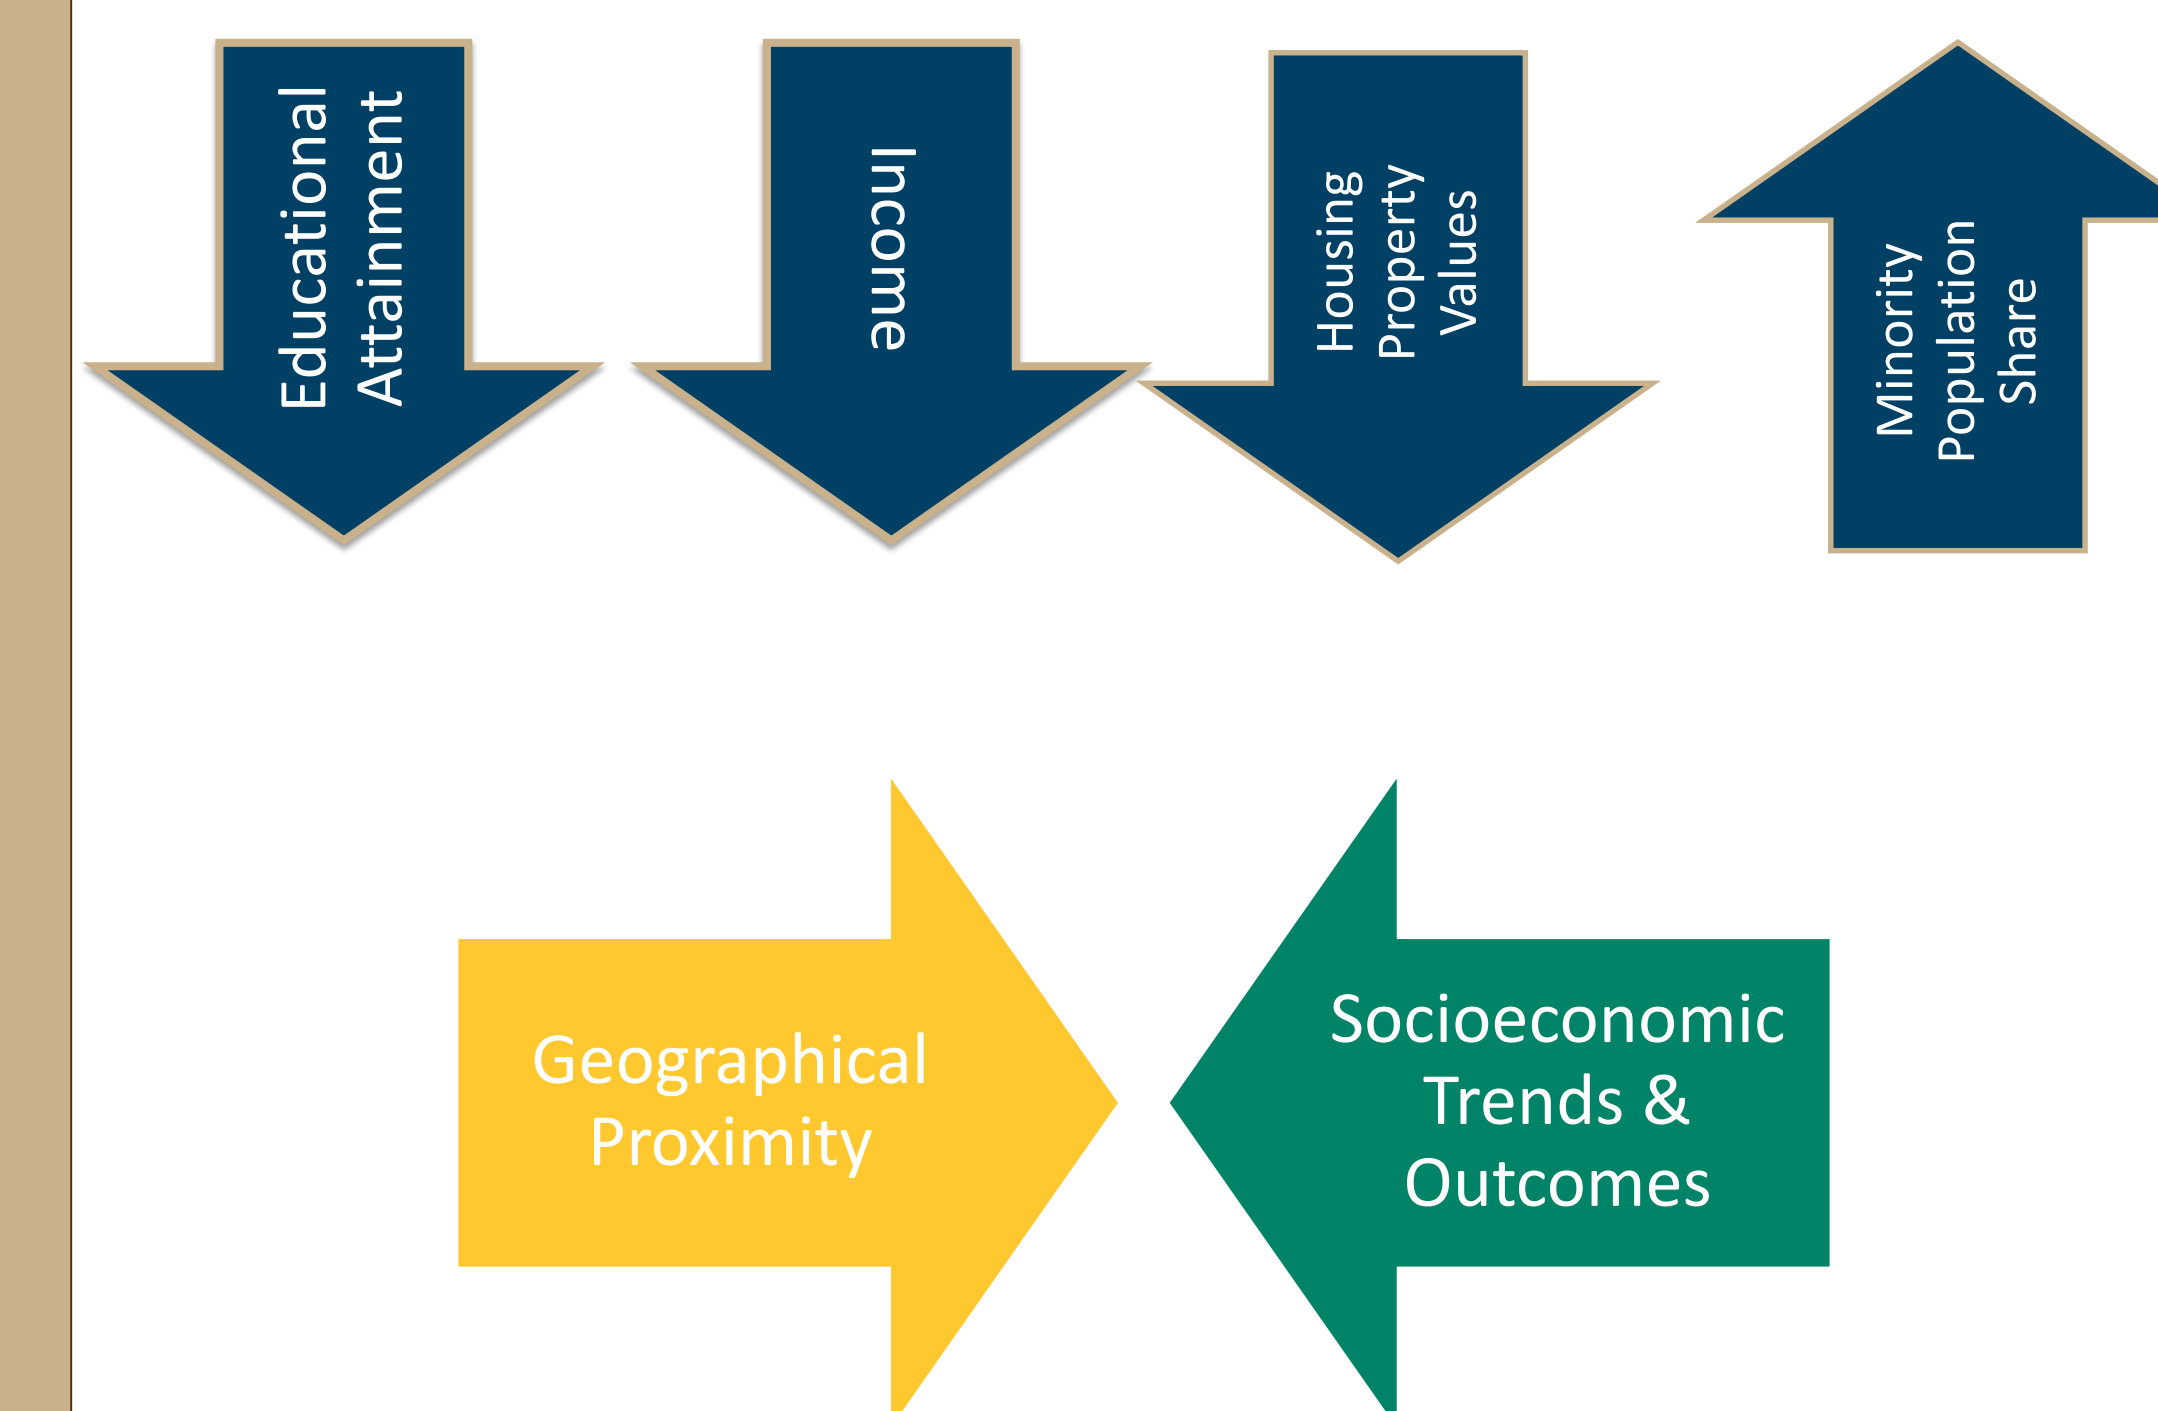 Educational
Attainment
Income
Housing
Property
Values
Minority
Population
Share
Geographical
Proximity
Socioeconomic
Trends &
Outcomes